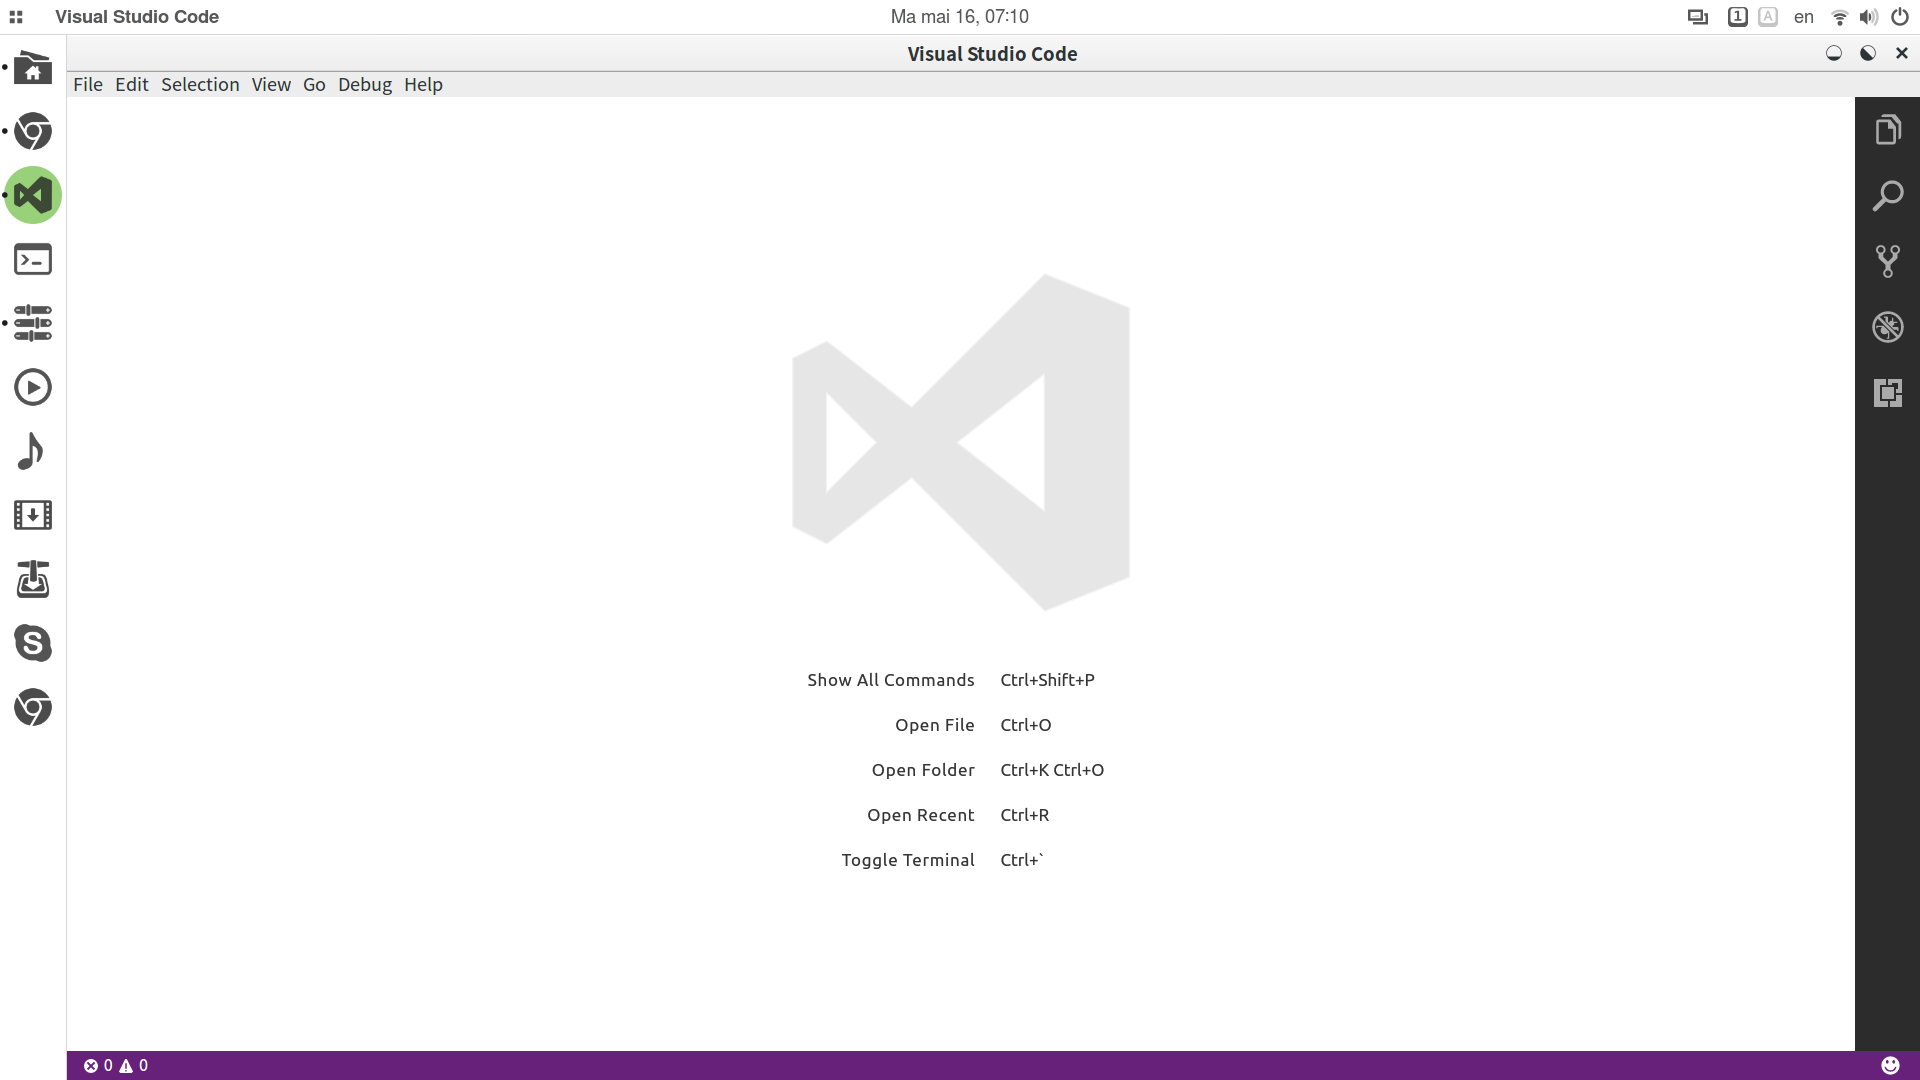 Visual Studio Code
Ma mai 16, 07:10
1
A
en
Visual Studio Code
File Edit Selection View Go Debug Help
Show All Commands Ctrl+Shift+P
Open File Ctrl+O
Open Folder Ctrl+K Ctrl+O
Open Recent Ctrl+R
Toggle Terminal Ctrl+`
0 0